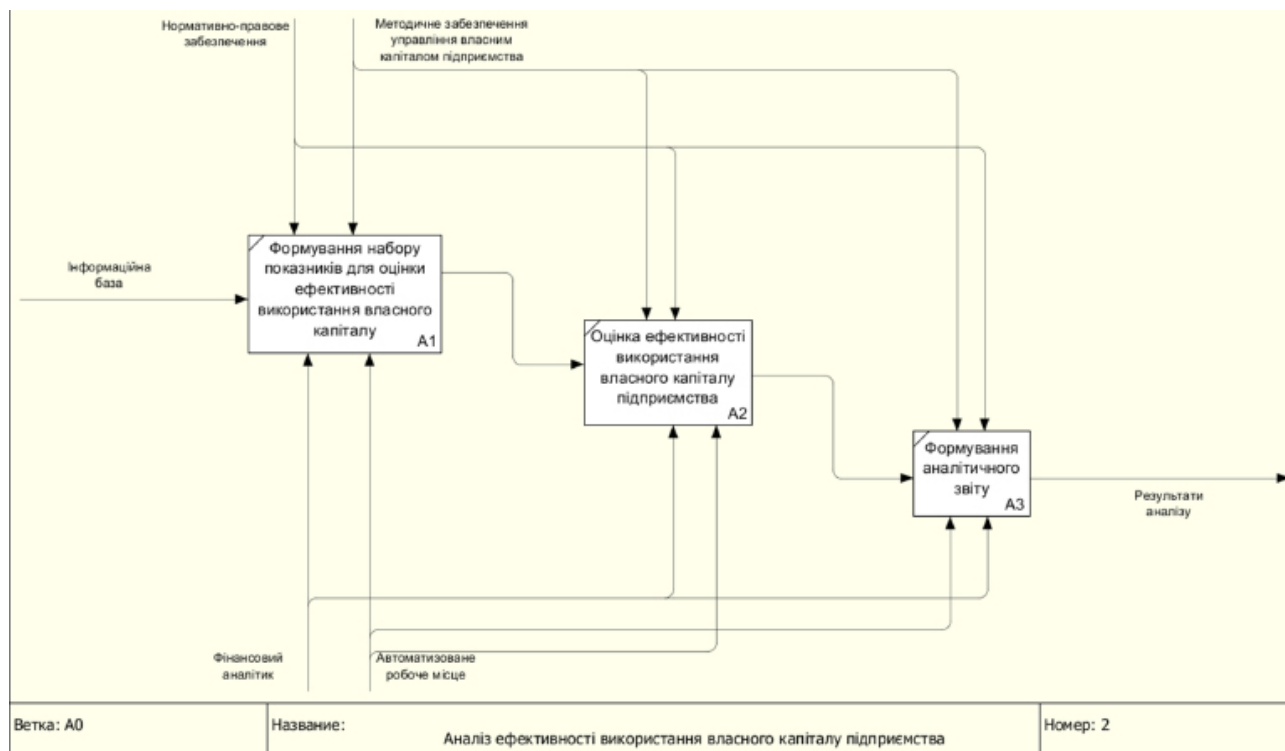 Нормативно-правове
забезпечення
Методичне забезпечення
управління власним
капіталом підприємства
Інформаційна
база
Формування набору
показників для оцінки
ефективності
використання власного
капіталу
A1
Оцінка ефективності
використання
власного капіталу
підприємства
A2
Формування
аналітичного
звіту
A3
Результати
аналізу
Фінансовий
аналітик
Автоматизоване
робоче місце
Ветка: A0
Название:
Аналіз ефективності використання власного капіталу підприємства
Номер: 2